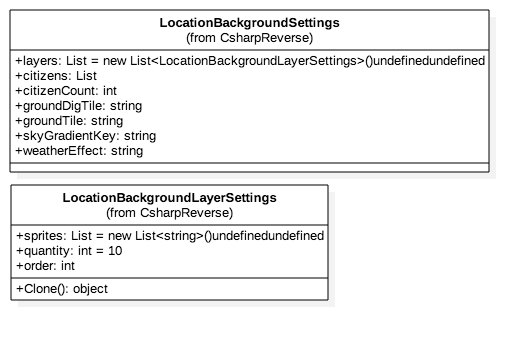 LocationBackgroundSettings
(from CsharpReverse)
+layers: List = new List<LocationBackgroundLayerSettings>()undefinedundefined
+citizens: List
+citizenCount: int
+groundDigTile: string
+groundTile: string
+skyGradientKey: string
+weatherEffect: string
LocationBackgroundLayerSettings
(from CsharpReverse)
+sprites: List = new List<string>()undefinedundefined
+quantity: int = 10
+order: int
+Clone(): object